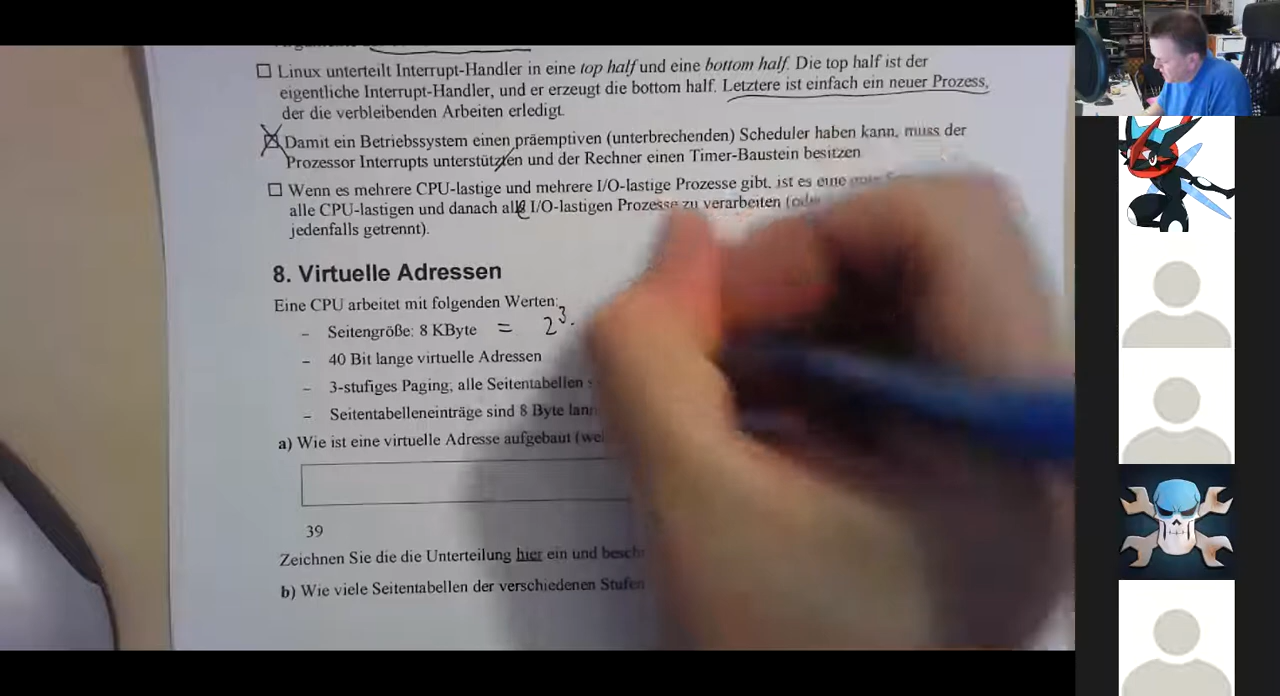 Linux unterteilt Interrupt-Handler in eine top half und eine bottom half. Die top half ist der
eigentliche Interrupt-Handler, und er erzeugt die bottom half. Letztere ist einfach ein neuer Prozess,
der die verbleibenden Arbeiten erledigt.
Damit ein Betriebssystem einen präemptiven (unterbrechenden) Scheduler haben kann, muss der
Prozessor Interrupts unterstützten und der Rechner einen Timer-Baustein besitzen
Wenn es mehrere CPU-lastige und mehrere I/O-lastige Prozesse gibt, ist es eine
alle CPU-lastigen und danach alle I/O-lastigen Prozesse zu verarbeiten
jedenfalls getrennt).
8. Virtuelle Adressen
Eine CPU arbeitet mit folgenden Werten:
– Seitengröße: 8 KByte = 2³.
– 40 Bit lange virtuelle Adressen
– 3-stufiges Paging, alle Seitentabellen
– Seitentabelleneinträge sind 8 Byte
a) Wie ist eine virtuelle Adresse aufgebaut
39
Zeichnen Sie die die Unterteilung hier ein und
b) Wie viele Seitentabellen der verschiedenen Stufen